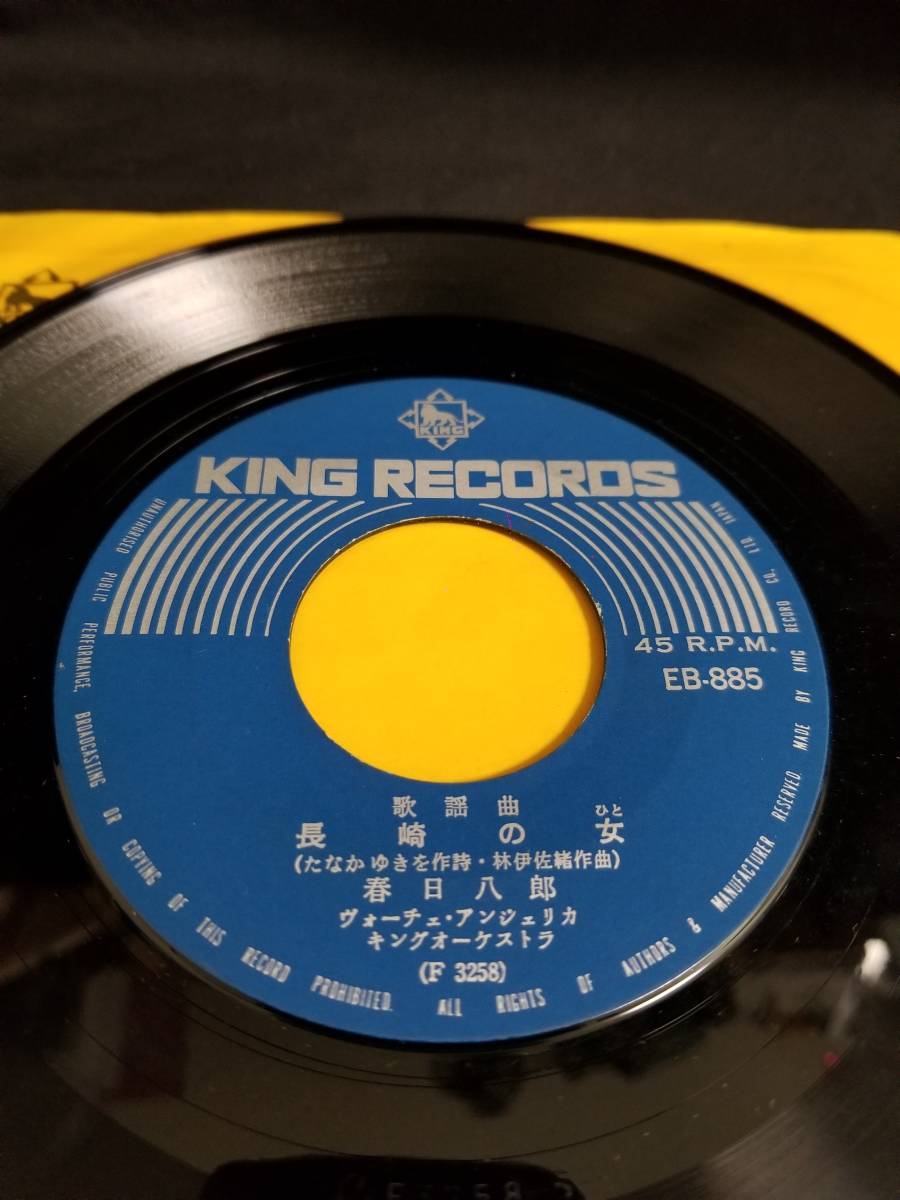 KING
KING RECORDS
45 R.P.M.
EB-885
歌謡曲
ひと
長崎の女
(たなかゆきを作詩・林伊佐緒作曲)
春日八郎
ヴォーチェ・アンジェリカ
キングオーケストラ
(F 3258)
UNAUTHORISED PUBLIC PERFORMANCE, BROADCASTING OR COPYING OF THIS RECORD PROHIBITED. ALL RIGHTS OF AUTHORS & MANUFACTURER RESERVED. MADE BY KING RECORD CO., LTD. JAPAN